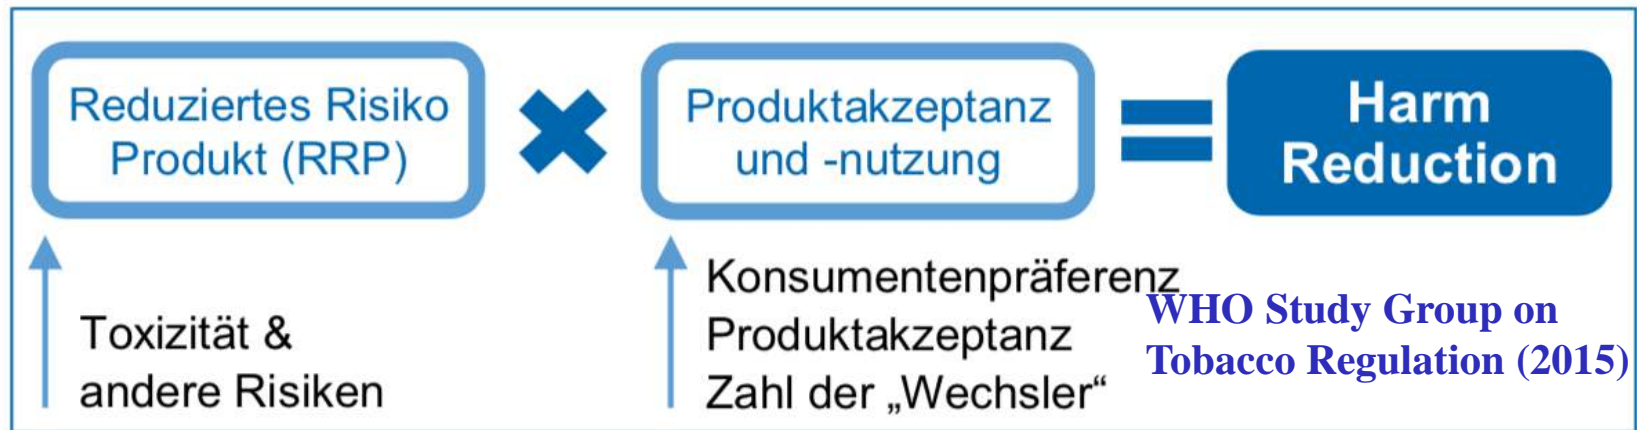 Reduziertes Risiko
Produkt (RRP)
✖
Produktakzeptanz
und -nutzung
=
Harm
Reduction
Toxizität &
andere Risiken
Konsumentenpräferenz
Produktakzeptanz
Zahl der „Wechsler“
WHO Study Group on
Tobacco Regulation (2015)